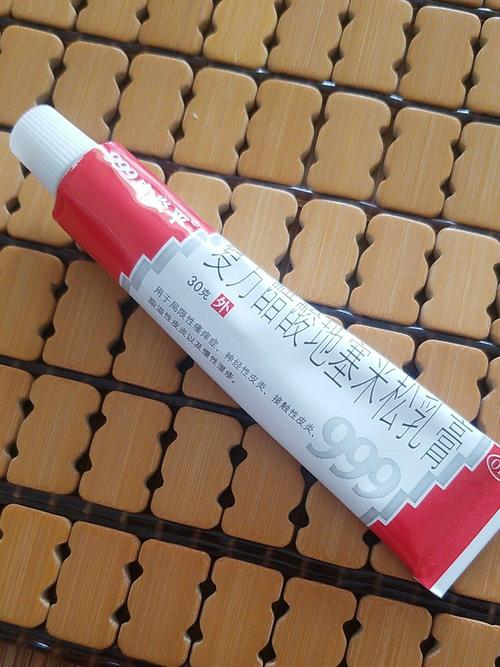 999
复方醋酸地塞米松乳膏
30克 外
用于局限性瘙痒症、神经性皮炎、接触性皮炎、
脂溢性皮炎以及慢性湿疹。
999